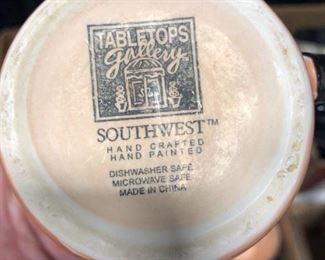 TABLETOPS
gallery
SOUTHWEST™
HAND CRAFTED
HAND PAINTED
DISHWASHER SAFE
MICROWAVE SAFE
MADE IN CHINA